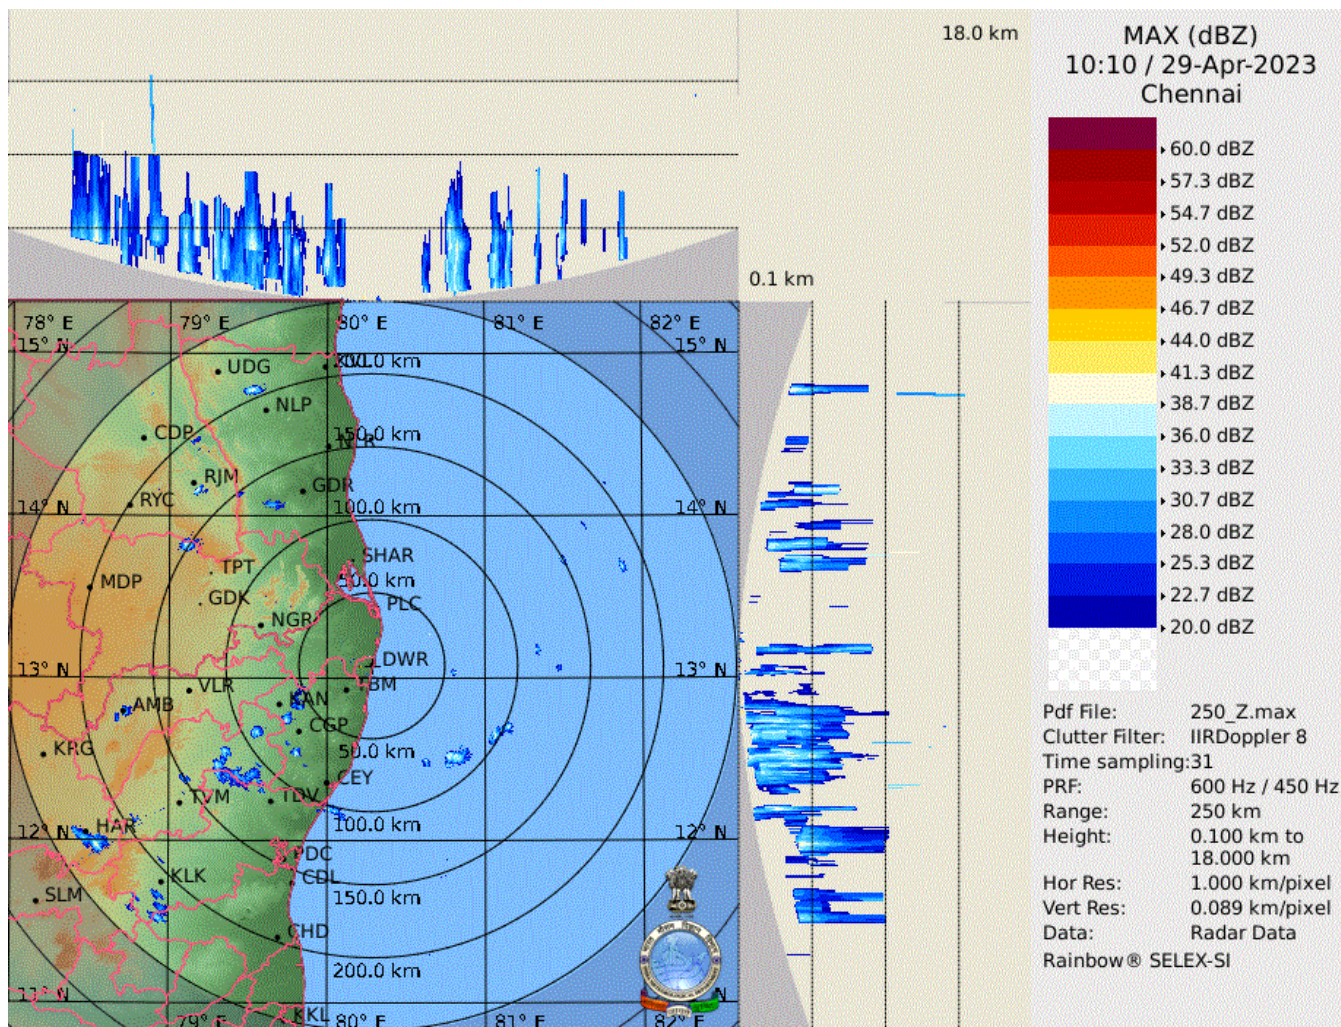 18.0 km
0.1 km
MAX (dBZ)
10:10 / 29-Apr-2023
Chennai
60.0 dBZ
57.3 dBZ
54.7 dBZ
52.0 dBZ
49.3 dBZ
46.7 dBZ
44.0 dBZ
41.3 dBZ
38.7 dBZ
36.0 dBZ
33.3 dBZ
30.7 dBZ
28.0 dBZ
25.3 dBZ
22.7 dBZ
20.0 dBZ
Pdf File: 250_Z.max
Clutter Filter: IIRDoppler 8
Time sampling:31
PRF: 600 Hz / 450 Hz
Range: 250 km
Height: 0.100 km to
18.000 km
Hor Res: 1.000 km/pixel
Vert Res: 0.089 km/pixel
Data: Radar Data
Rainbow® SELEX-SI
78° E 79° E 80° E 81° E 82° E
15° N 15° N
UDG
NLP
150.0 km
CDP
NLR
RJM
GDR
RYC
100.0 km
14° N 14° N
SHAR
TPT
50.0 km
MDP
GDK
PLC
NGR
DWR
13° N 13° N
VLR
KAN
AMB
CGP
KRG
50.0 km
CEY
TVM
TDV
100.0 km
HAR
12° N 12° N
PDC
KLK
CDL
SLM
150.0 km
CHD
200.0 km
11° N
KKL
79° E 80° E 81° E 82° E